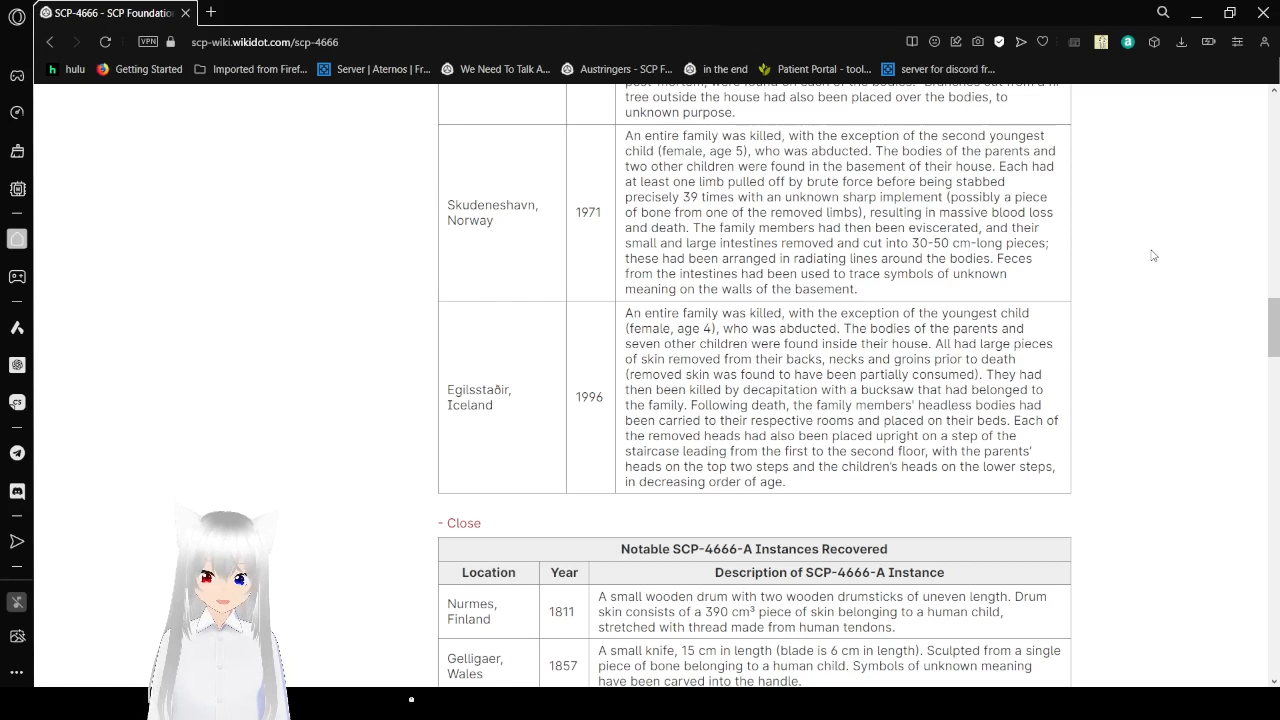 SCP-4666 - SCP Foundatio
scp-wiki.wikidot.com/scp-4666
VPN
hulu
Getting Started
Imported from Firef...
Server | Aternos | Fr...
We Need To Talk A...
Austringers - SCP F...
in the end
Patient Portal - tool...
server for discord fr...
tree outside the house had also been placed over the bodies, to
unknown purpose.
Skudeneshavn,
Norway
1971
An entire family was killed, with the exception of the second youngest
child (female, age 5), who was abducted. The bodies of the parents and
two other children were found in the basement of their house. Each had
at least one limb pulled off by brute force before being stabbed
precisely 39 times with an unknown sharp implement (possibly a piece
of bone from one of the removed limbs), resulting in massive blood loss
and death. The family members had then been eviscerated, and their
small and large intestines removed and cut into 30-50 cm-long pieces;
these had been arranged in radiating lines around the bodies. Feces
from the intestines had been used to trace symbols of unknown
meaning on the walls of the basement.
Egilsstaðir,
Iceland
1996
An entire family was killed, with the exception of the youngest child
(female, age 4), who was abducted. The bodies of the parents and
seven other children were found inside their house. All had large pieces
of skin removed from their backs, necks and groins prior to death
(removed skin was found to have been partially consumed). They had
then been killed by decapitation with a bucksaw that had belonged to
the family. Following death, the family members' headless bodies had
been carried to their respective rooms and placed on their beds. Each of
the removed heads had also been placed upright on a step of the
staircase leading from the first to the second floor, with the parents'
heads on the top two steps and the children's heads on the lower steps,
in decreasing order of age.
- Close
Notable SCP-4666-A Instances Recovered
Location
Year
Description of SCP-4666-A Instance
Nurmes,
Finland
1811
A small wooden drum with two wooden drumsticks of uneven length. Drum
skin consists of a 390 cm³ piece of skin belonging to a human child,
stretched with thread made from human tendons.
Gelligaer,
Wales
1857
A small knife, 15 cm in length (blade is 6 cm in length). Sculpted from a single
piece of bone belonging to a human child. Symbols of unknown meaning
have been carved into the handle.